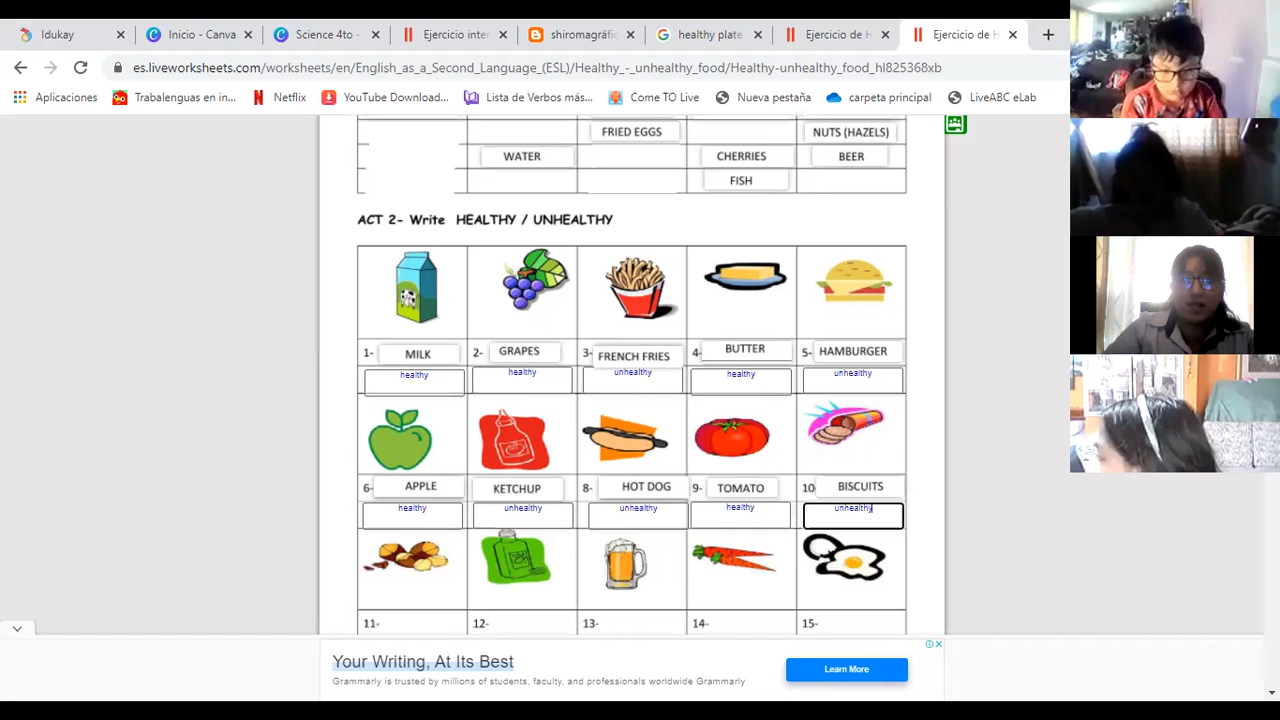 Idukay
Inicio - Canva
Science 4to -
Ejercicio inter
shiromagráfic
healthy plate
Ejercicio de H
Ejercicio de H
es.liveworksheets.com/worksheets/en/English_as_a_Second_Language_(ESL)/Healthy_-_unhealthy_food/Healthy-unhealthy_food_hl825368xb
Aplicaciones
Trabalenguas en in...
Netflix
YouTube Download...
Lista de Verbos más...
Come TO Live
Nueva pestaña
carpeta principal
LiveABC eLab
FRIED EGGS NUTS (HAZELS)
WATER CHERRIES BEER
FISH
ACT 2- Write HEALTHY / UNHEALTHY
1- MILK 2- GRAPES 3- FRENCH FRIES 4- BUTTER 5- HAMBURGER
healthy healthy unhealthy healthy unhealthy
6- APPLE KETCHUP 8- HOT DOG 9- TOMATO 10- BISCUITS
healthy unhealthy unhealthy healthy unhealthy
11- 12- 13- 14- 15-
Your Writing, At Its Best
Grammarly is trusted by millions of students, faculty, and professionals worldwide Grammarly
Learn More